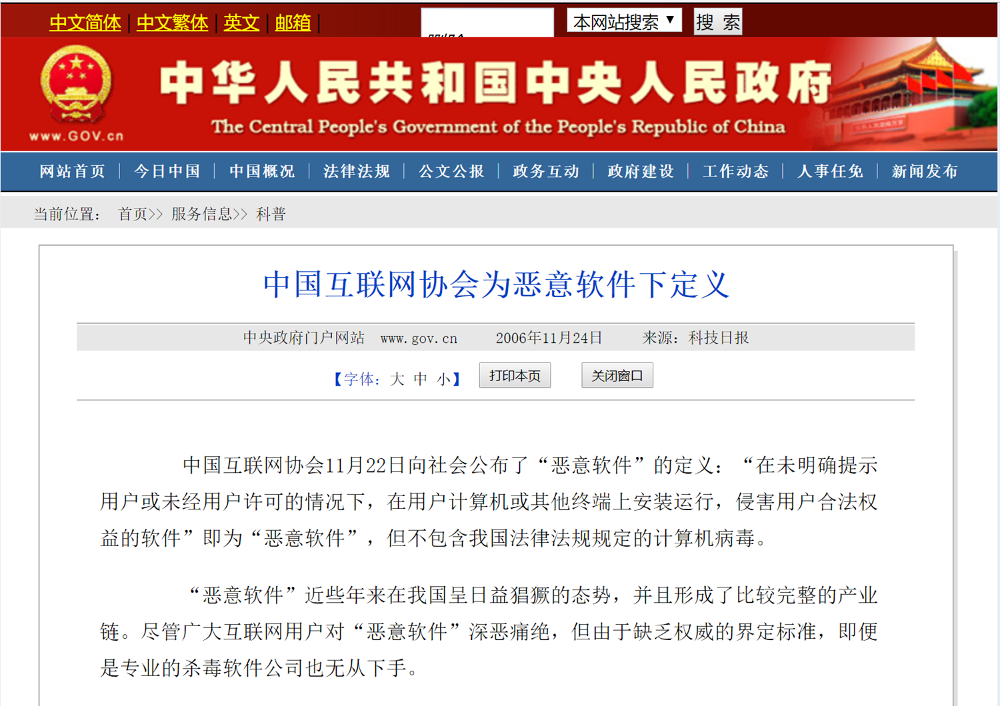 中文简体 | 中文繁体 | 英文 | 邮箱 |
本网站搜索 ▼ 搜 索
中华人民共和国中央人民政府
The Central People's Government of the People's Republic of China
www.GOV.cn
网站首页 | 今日中国 | 中国概况 | 法律法规 | 公文公报 | 政务互动 | 政府建设 | 工作动态 | 人事任免 | 新闻发布
当前位置： 首页>> 服务信息>> 科普
中国互联网协会为恶意软件下定义
中央政府门户网站 www.gov.cn 2006年11月24日 来源：科技日报
【字体：大 中 小】 打印本页 关闭窗口
中国互联网协会11月22日向社会公布了“恶意软件”的定义：“在未明确提示
用户或未经用户许可的情况下，在用户计算机或其他终端上安装运行，侵害用户合法权
益的软件”即为“恶意软件”，但不包含我国法律法规规定的计算机病毒。
“恶意软件”近些年来在我国呈日益猖獗的态势，并且形成了比较完整的产业
链。尽管广大互联网用户对“恶意软件”深恶痛绝，但由于缺乏权威的界定标准，即便
是专业的杀毒软件公司也无从下手。